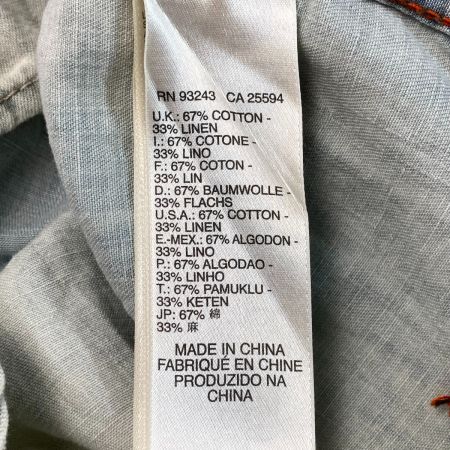 RN 93243 CA 25594
U.K.: 67% COTTON -
33% LINEN
I.: 67% COTONE -
33% LINO
F.: 67% COTON -
33% LIN
D.: 67% BAUMWOLLE -
33% FLACHS
U.S.A.: 67% COTTON -
33% LINEN
E.-MEX.: 67% ALGODON -
33% LINO
P.: 67% ALGODAO -
33% LINHO
T.: 67% PAMUKLU -
33% KETEN
JP: 67% 綿
33% 麻
MADE IN CHINA
FABRIQUÉ EN CHINE
PRODUZIDO NA
CHINA